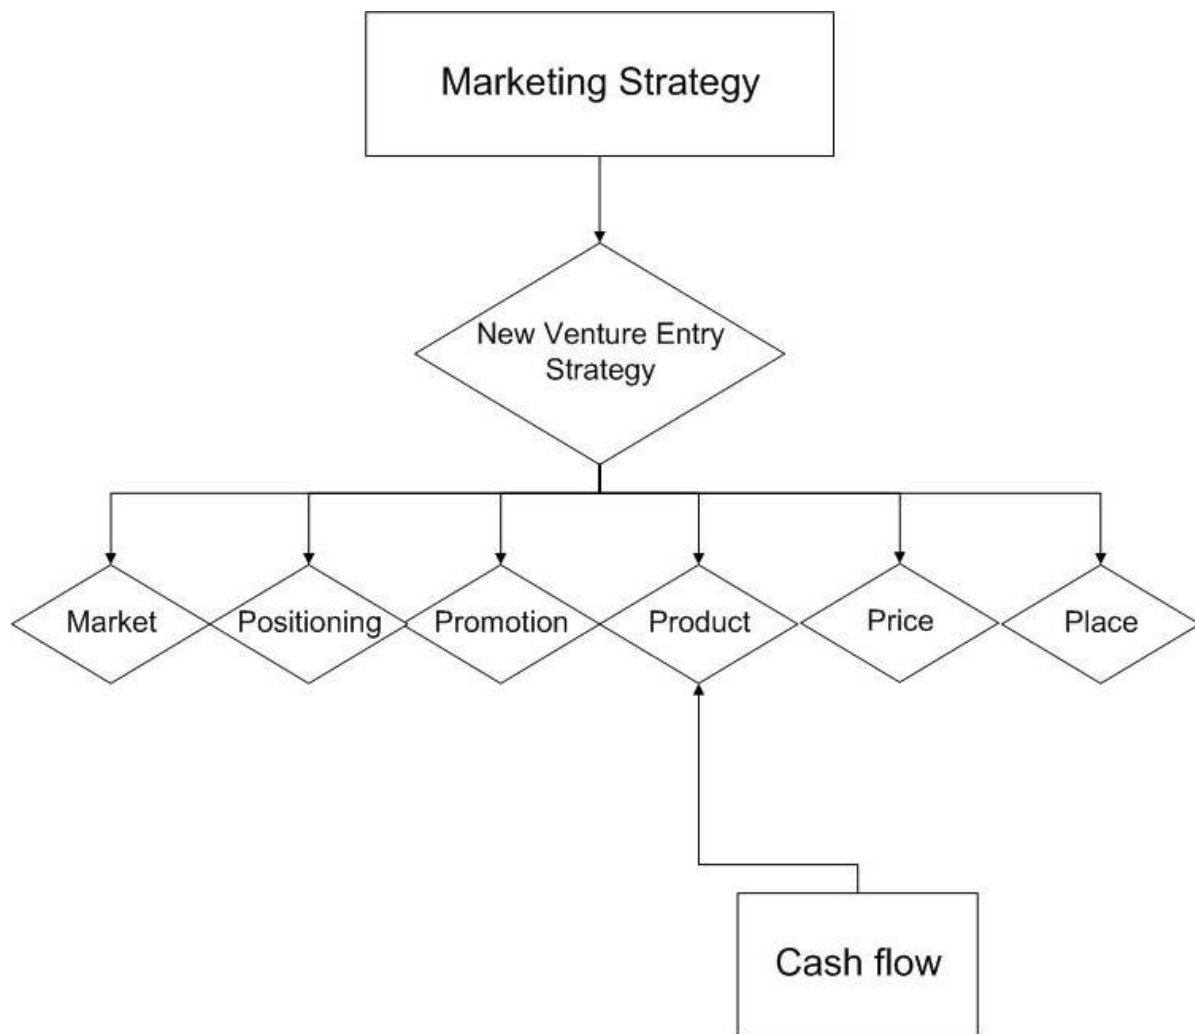 Marketing Strategy
New Venture Entry
Strategy
Market
Positioning
Promotion
Product
Price
Place
Cash flow